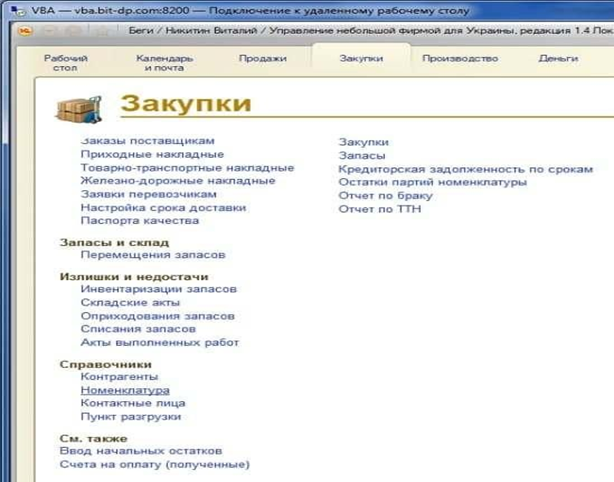 VBA — vba.bit-dp.com:8200 — Подключение к удаленному рабочему столу
Беги / Никитин Виталий / Управление небольшой фирмой для Украины, редакция 1.4 Пок
Рабочий стол
Календарь и почта
Продажи
Закупки
Производство
Деньги
Закупки
Заказы поставщикам
Приходные накладные
Товарно-транспортные накладные
Железно-дорожные накладные
Заявки перевозчикам
Настройка срока доставки
Паспорта качества
Закупки
Запасы
Кредиторская задолженность по срокам
Остатки партий номенклатуры
Отчет по браку
Отчет по ТТН
Запасы и склад
Перемещения запасов
Излишки и недостачи
Инвентаризации запасов
Складские акты
Оприходования запасов
Списания запасов
Акты выполненных работ
Справочники
Контрагенты
Номенклатура
Контактные лица
Пункт разгрузки
См. также
Ввод начальных остатков
Счета на оплату (полученные)